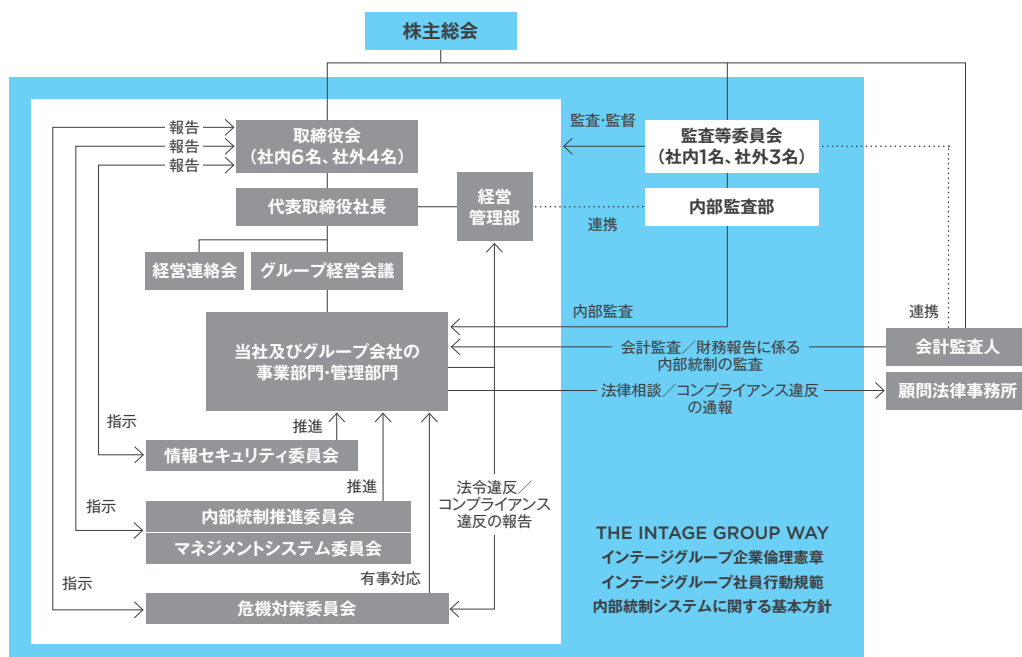 株主総会
報告
報告
報告
取締役会
(社内6名、社外4名)
監査・監督
監査等委員会
(社内1名、社外3名)
代表取締役社長
経営
管理部
連携
内部監査部
経営連絡会
グループ経営会議
内部監査
連携
当社及びグループ会社の
事業部門・管理部門
会計監査/財務報告に係る
内部統制の監査
会計監査人
法律相談/コンプライアンス違反
の通報
顧問法律事務所
指示
推進
情報セキュリティ委員会
推進
法令違反/
コンプライアンス
違反の報告
指示
内部統制推進委員会
マネジメントシステム委員会
THE INTAGE GROUP WAY
インテージグループ企業倫理憲章
インテージグループ社員行動規範
内部統制システムに関する基本方針
指示
有事対応
危機対策委員会